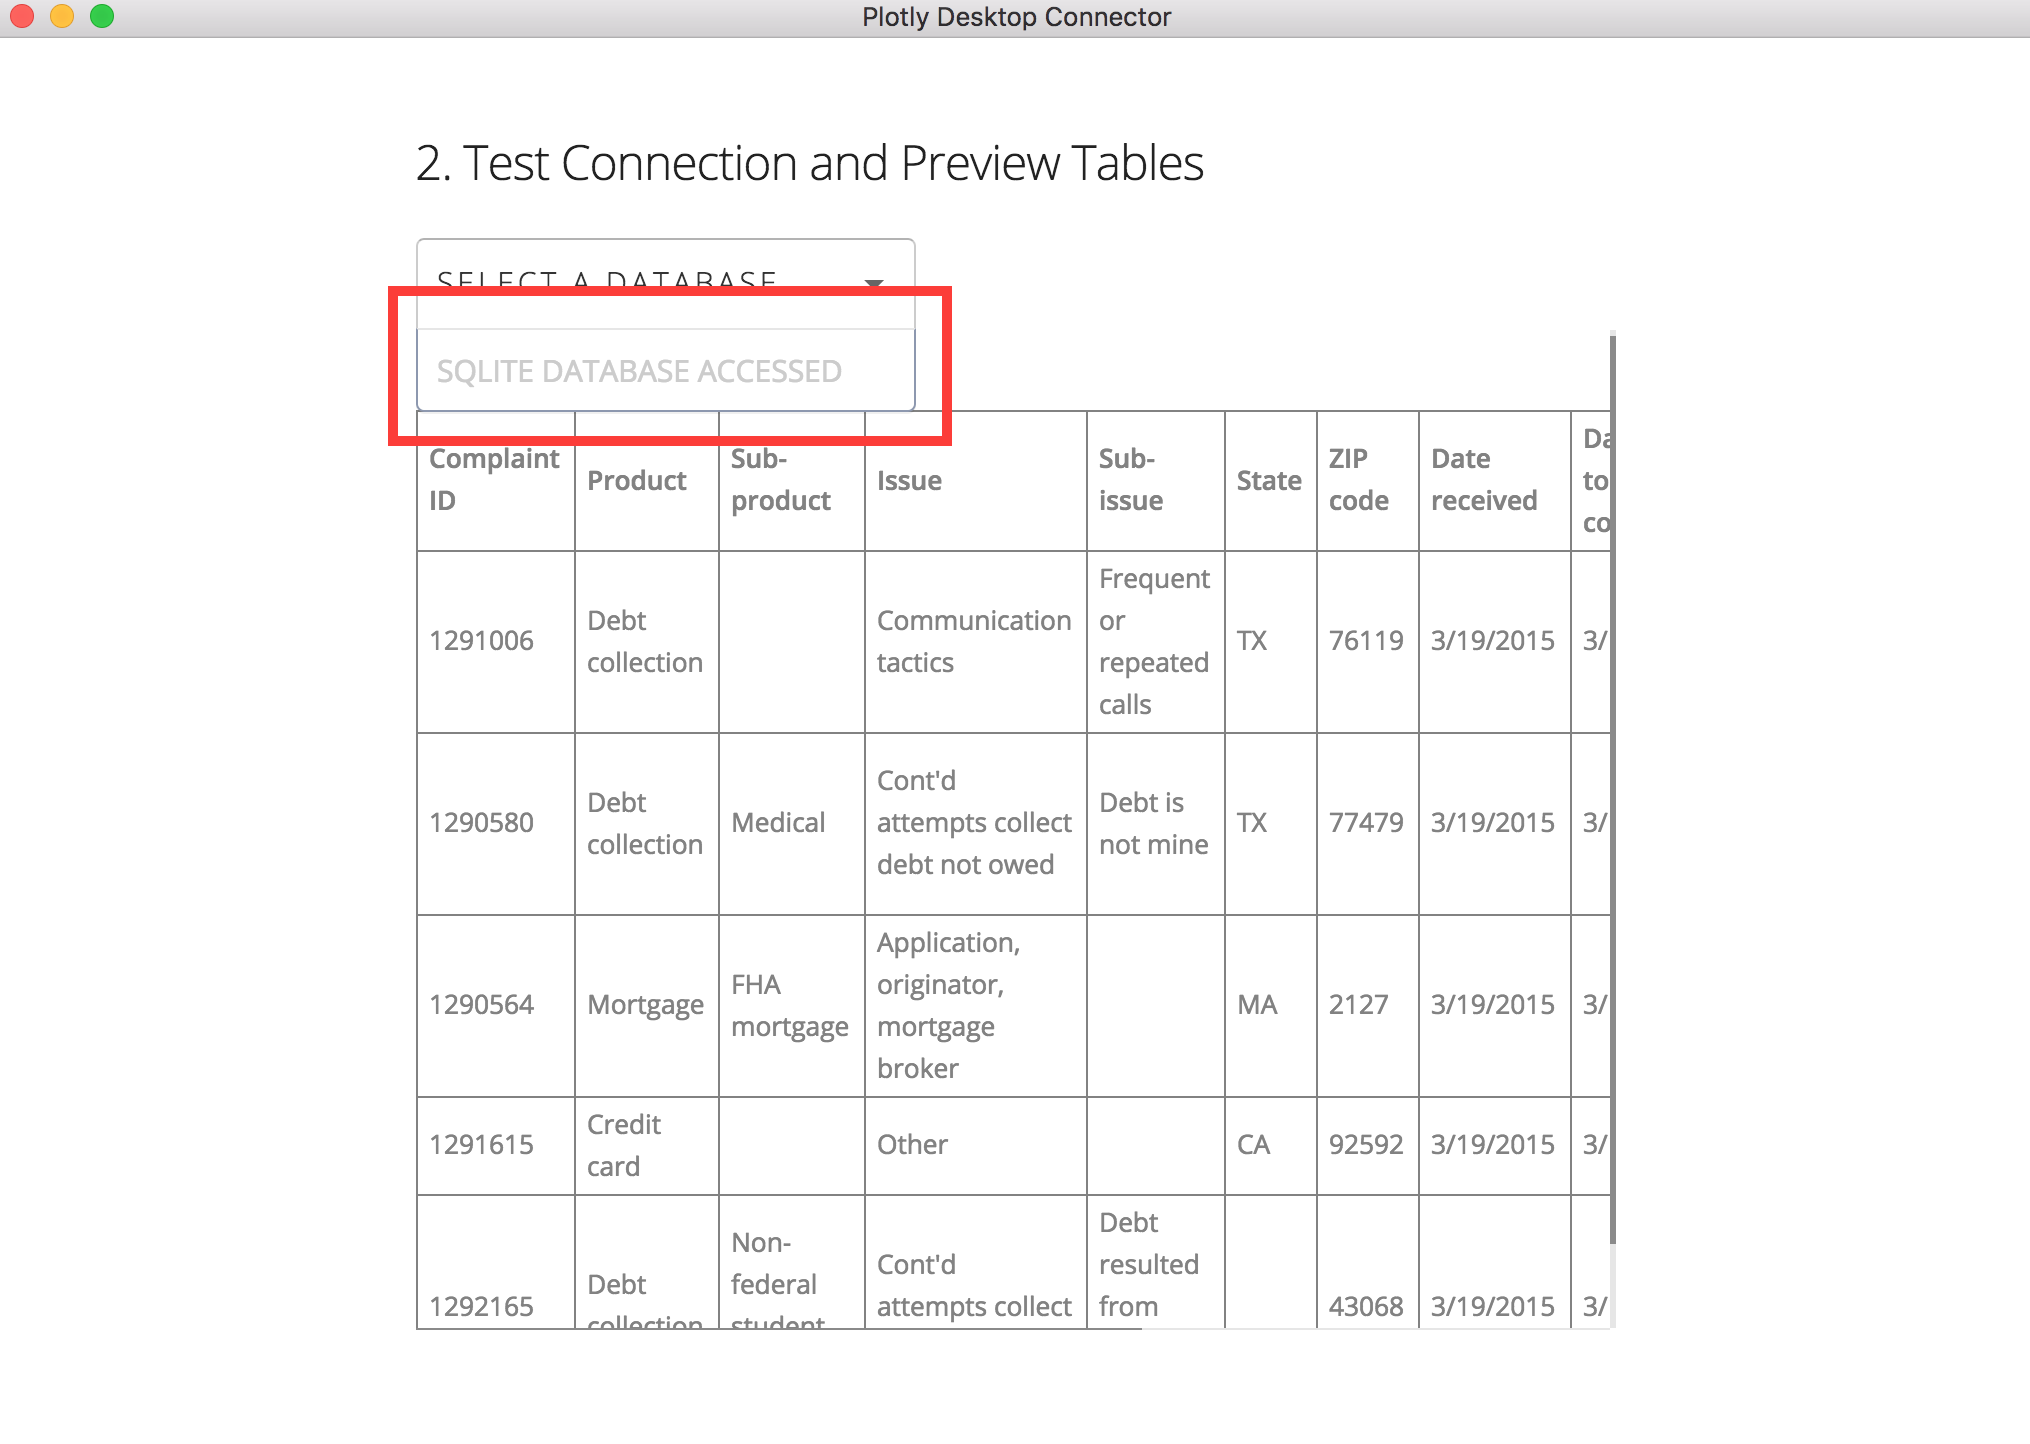 Plotly Desktop Connector
2. Test Connection and Preview Tables
SELECT A DATABASE
SQLITE DATABASE ACCESSED
Complaint ID Product Sub-product Issue Sub-issue State ZIP code Date received Da to co
1291006 Debt collection Communication tactics Frequent or repeated calls TX 76119 3/19/2015 3/
1290580 Debt collection Medical Cont'd attempts collect debt not owed Debt is not mine TX 77479 3/19/2015 3/
1290564 Mortgage FHA mortgage Application, originator, mortgage broker MA 2127 3/19/2015 3/
1291615 Credit card Other CA 92592 3/19/2015 3/
1292165 Debt collection Non-federal student Cont'd attempts collect Debt resulted from 43068 3/19/2015 3/